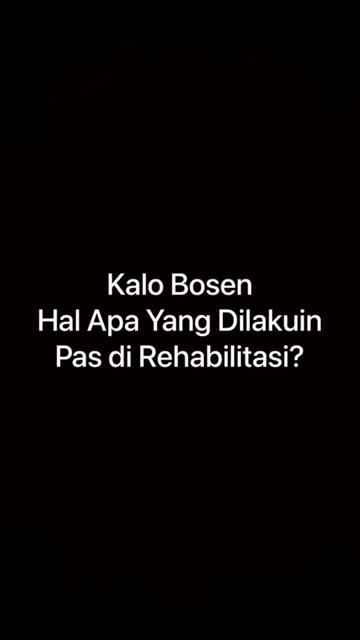 Kalo Bosen
Hal Apa Yang Dilakuin
Pas di Rehabilitasi?